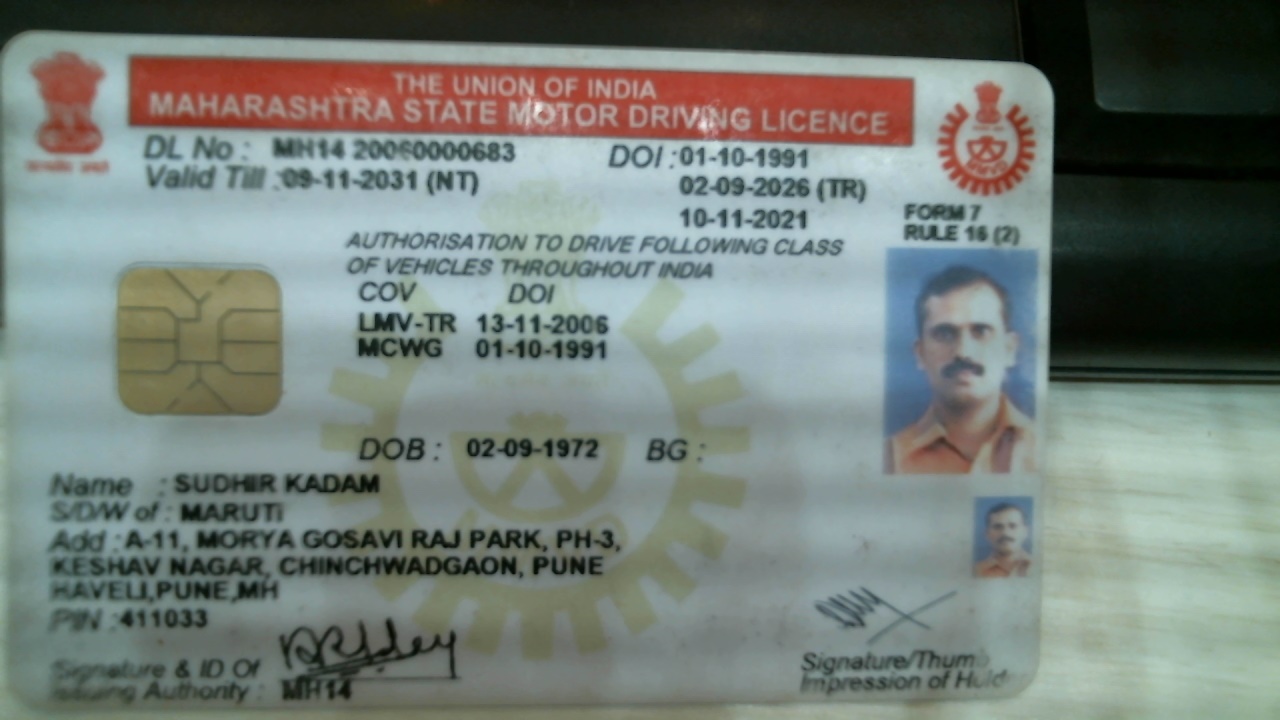 THE UNION OF INDIA
MAHARASHTRA STATE MOTOR DRIVING LICENCE
DL No : MH14 20060000683 DOI : 01-10-1991
Valid Till : 09-11-2031 (NT) 02-09-2026 (TR)
10-11-2021
FORM 7
RULE 16 (2)
AUTHORISATION TO DRIVE FOLLOWING CLASS
OF VEHICLES THROUGHOUT INDIA
COV DOI
LMV-TR 13-11-2006
MCWG 01-10-1991
DOB : 02-09-1972 BG :
Name : SUDHIR KADAM
S/D/W of : MARUTI
Add : A-11, MORYA GOSAVI RAJ PARK, PH-3,
KESHAV NAGAR, CHINCHWADGAON, PUNE
HAVELI,PUNE,MH
PIN : 411033
Signature & ID Of
Issuing Authority : MH14
Signature/Thumb
Impression of Holder